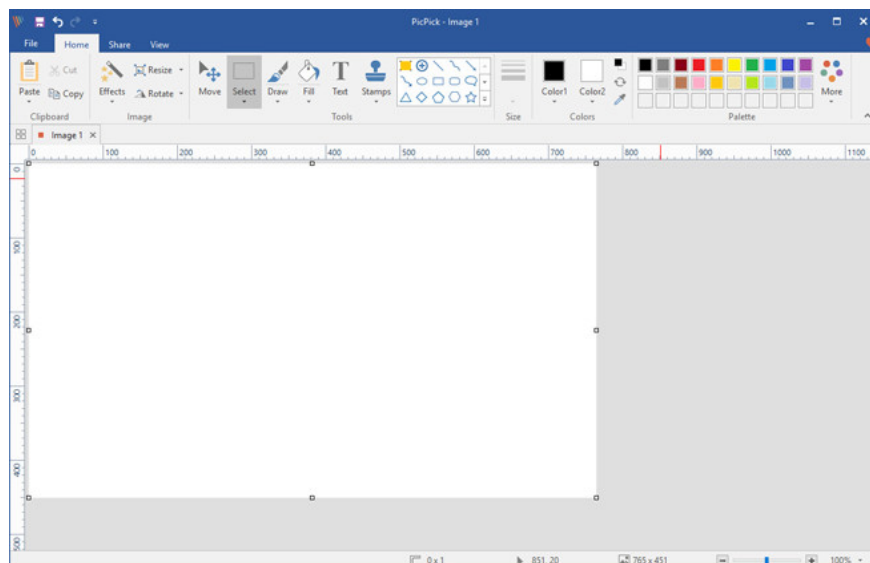 PicPick - Image 1
File Home Share View
Paste Cut Copy Effects Resize Rotate Move Select Draw Fill Text Stamps Color1 Color2 More
Clipboard Image Tools Size Colors Palette
Image 1
0 100 200 300 400 500 600 700 800 900 1000 1100
0
100
200
300
400
500
0 x 1 851, 20 765 x 451 100%